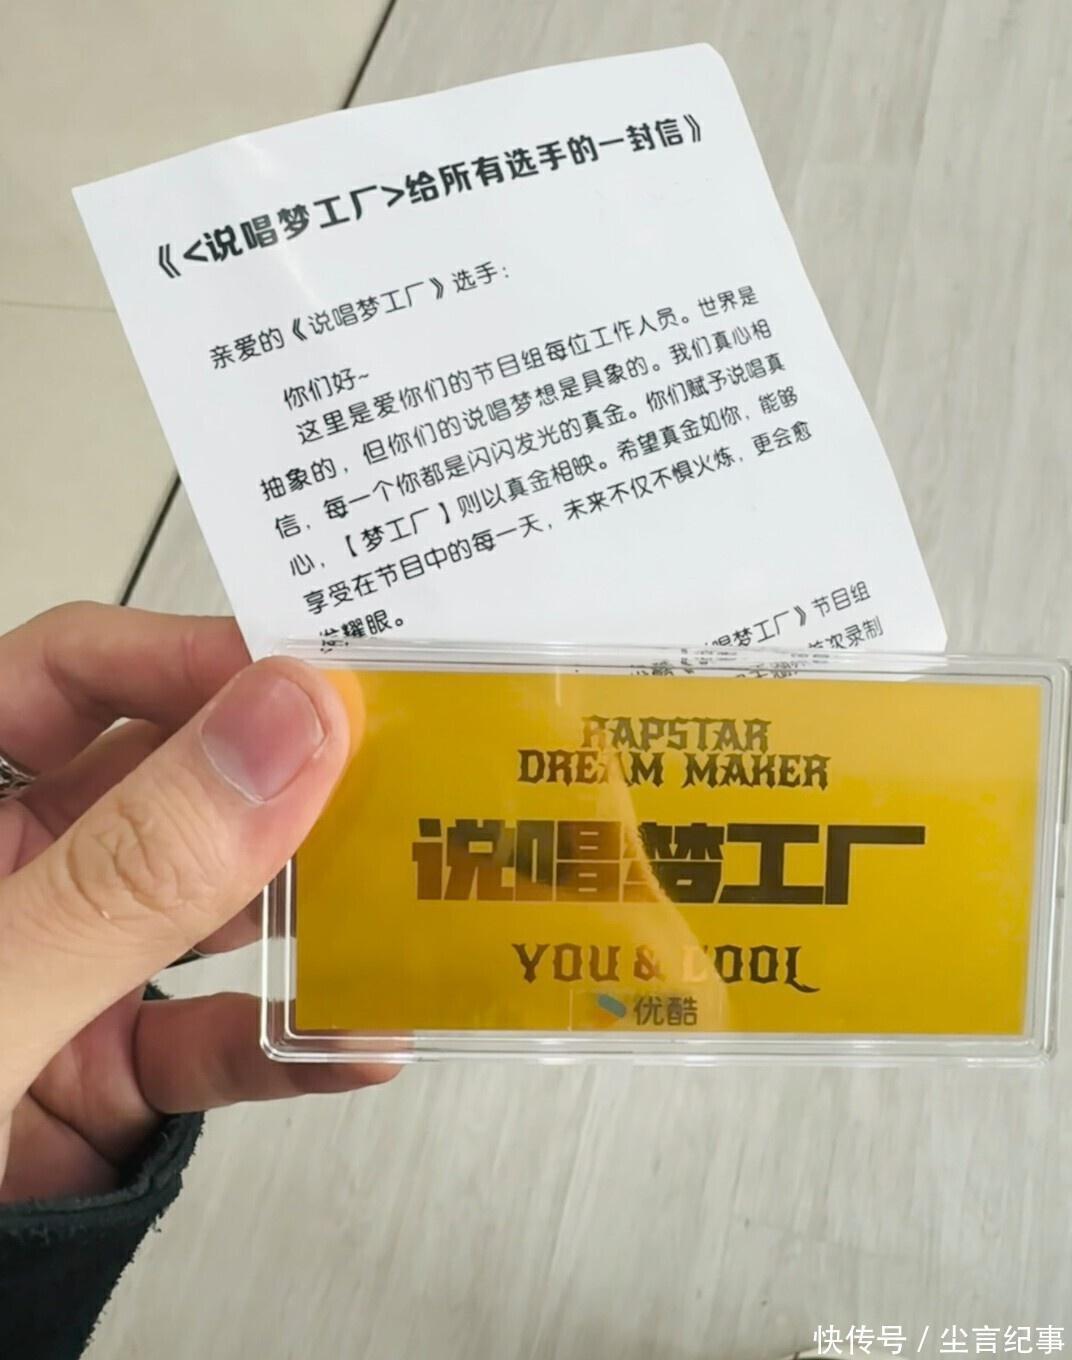 《<说唱梦工厂>给所有选手的一封信》
亲爱的《说唱梦工厂》选手：
你们好~
这里是爱你们的节目组每位工作人员。世界是
抽象的，但你们的说唱梦想是具象的。我们真心相
信，每一个你都是闪闪发光的真金。你们赋予说唱真
心，【梦工厂】则以真金相映。希望真金如你，能够
享受在节目中的每一天，未来不仅不惧火炼，更会愈
发耀眼。
唱梦工厂》节目组
首次录制
RAPSTAR
DREAM MAKER
说唱梦工厂
YOU & COOL
优酷
快传号 / 尘言纪事